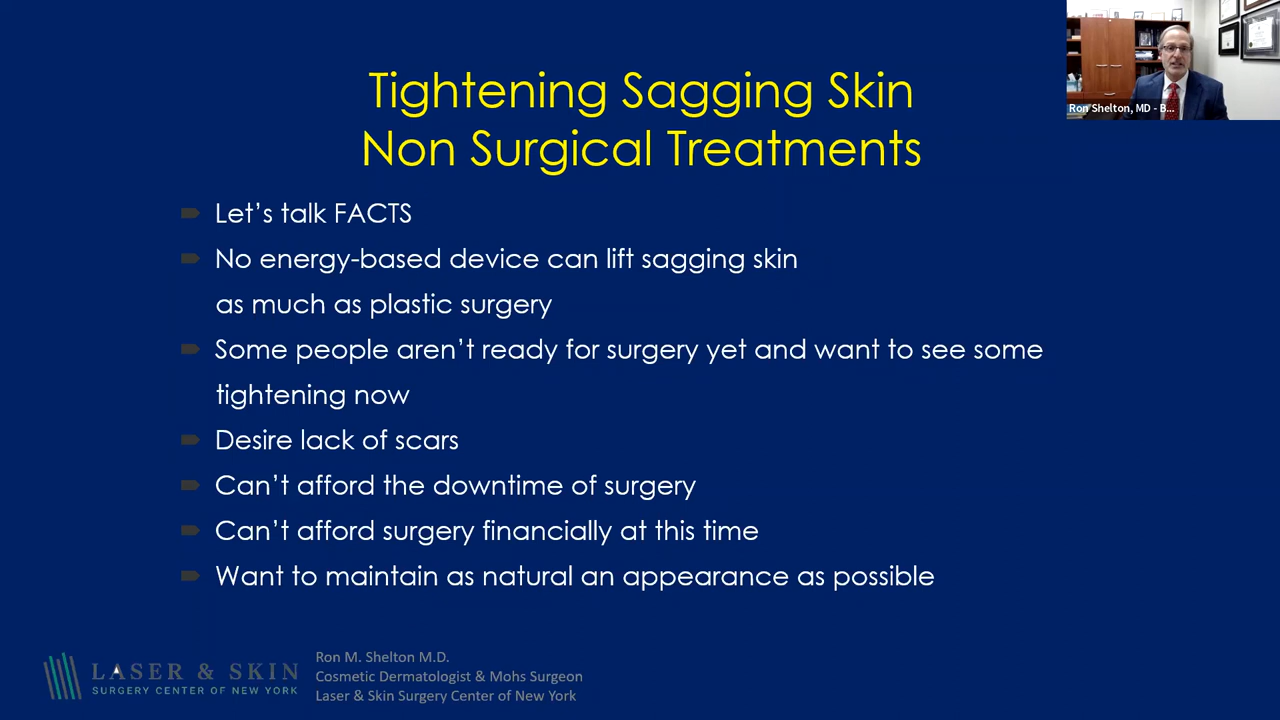 Tightening Sagging Skin
Non Surgical Treatments
Let's talk FACTS
No energy-based device can lift sagging skin
as much as plastic surgery
Some people aren't ready for surgery yet and want to see some
tightening now
Desire lack of scars
Can't afford the downtime of surgery
Can't afford surgery financially at this time
Want to maintain as natural an appearance as possible
Ron Shelton, MD - B...
LASER & SKIN
SURGERY CENTER OF NEW YORK
Ron M. Shelton M.D.
Cosmetic Dermatologist & Mohs Surgeon
Laser & Skin Surgery Center of New York